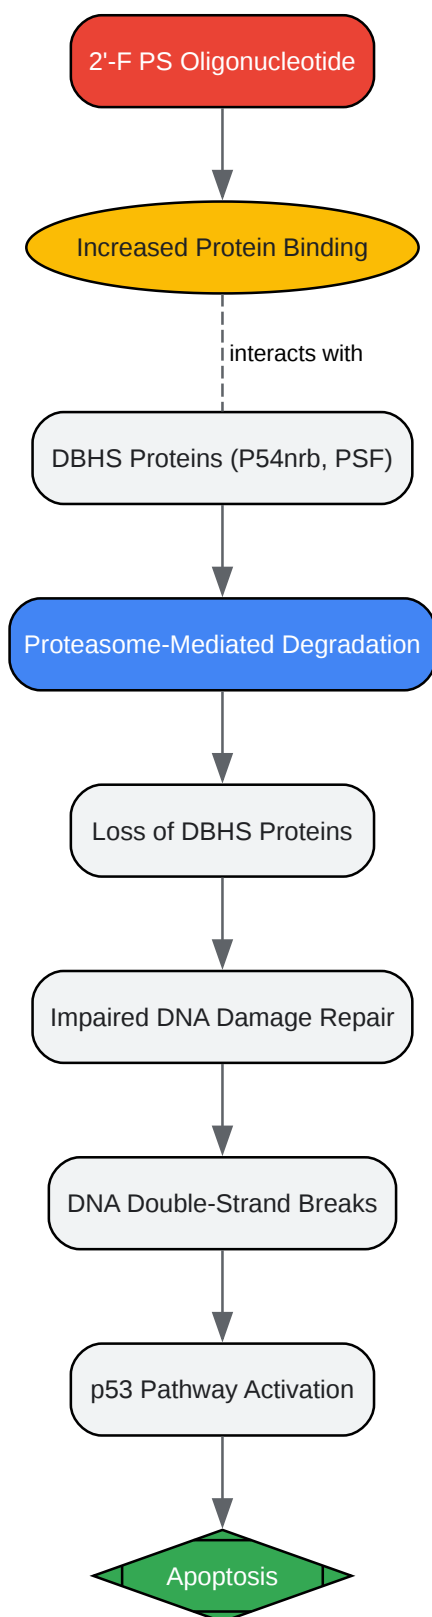 2'-F PS Oligonucleotide
Increased Protein Binding
interacts with
DBHS Proteins (P54nrb, PSF)
Proteasome-Mediated Degradation
Loss of DBHS Proteins
Impaired DNA Damage Repair
DNA Double-Strand Breaks
p53 Pathway Activation
Apoptosis